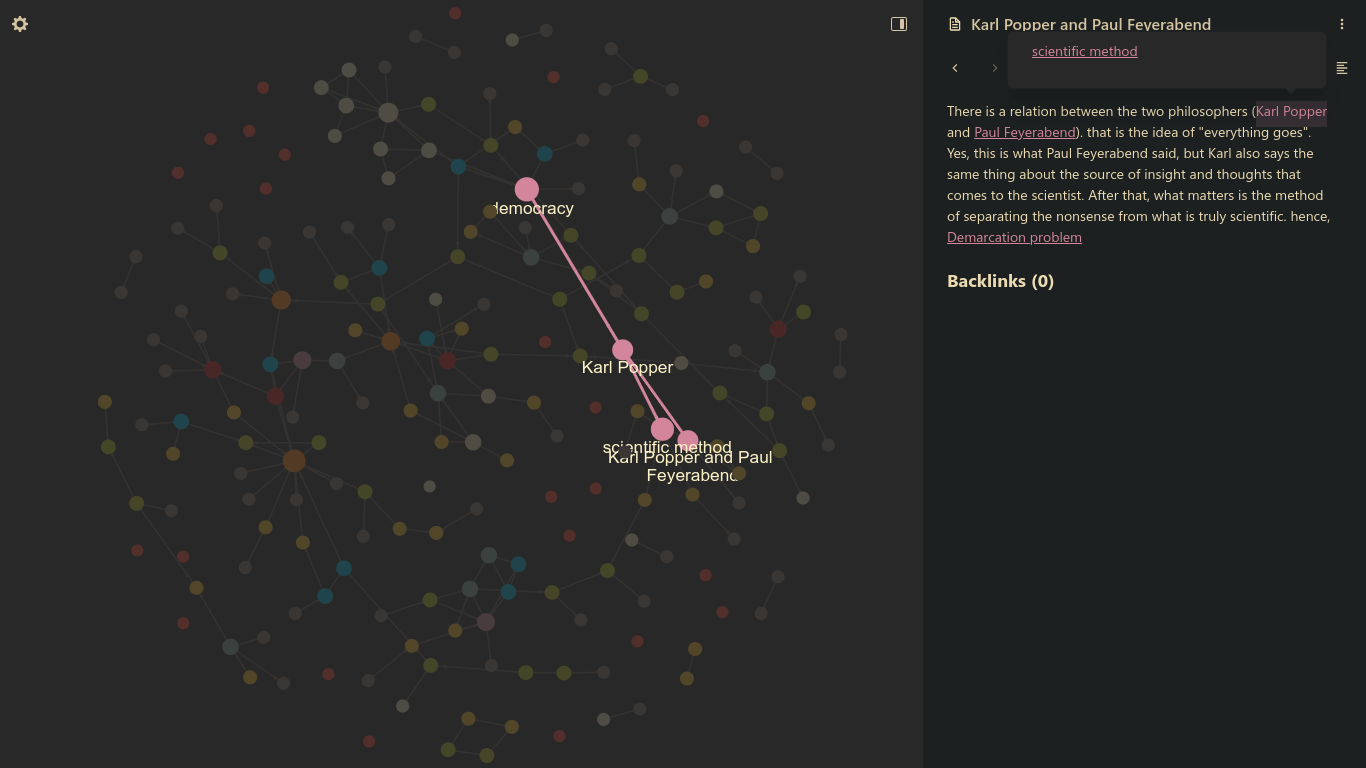 Karl Popper and Paul Feyerabend
scientific method
There is a relation between the two philosophers (Karl Popper
and Paul Feyerabend). that is the idea of "everything goes".
Yes, this is what Paul Feyerabend said, but Karl also says the
same thing about the source of insight and thoughts that
comes to the scientist. After that, what matters is the method
of separating the nonsense from what is truly scientific. hence,
Demarcation problem
Backlinks (0)
democracy
Karl Popper
scientific method
Karl Popper and Paul
Feyerabend